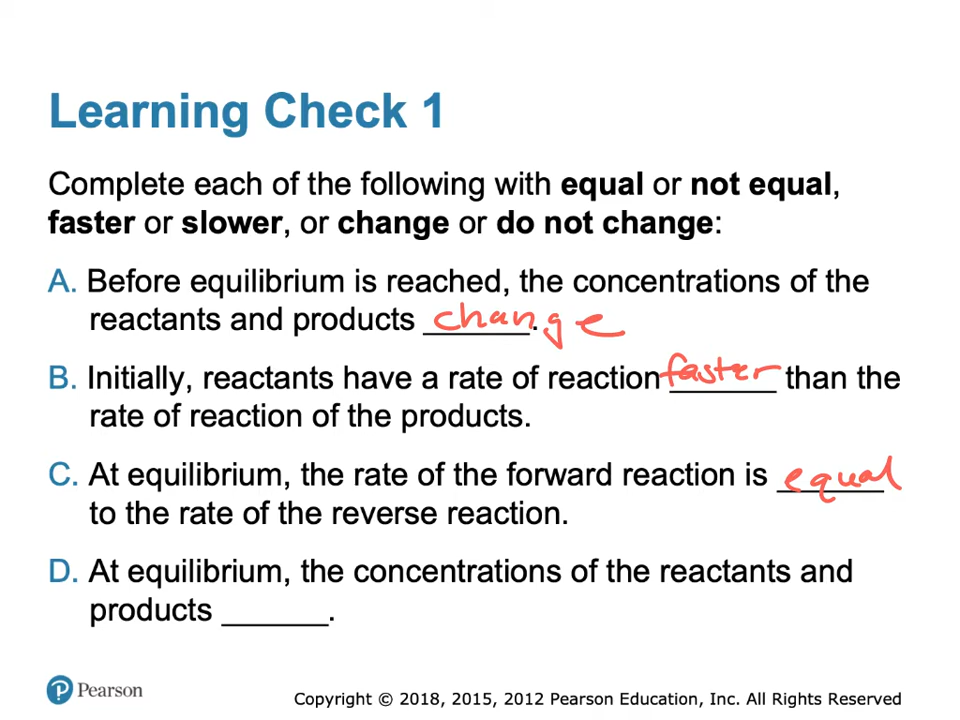 Learning Check 1
Complete each of the following with equal or not equal,
faster or slower, or change or do not change:
A. Before equilibrium is reached, the concentrations of the
reactants and products change.
B. Initially, reactants have a rate of reaction faster than the
rate of reaction of the products.
C. At equilibrium, the rate of the forward reaction is equal
to the rate of the reverse reaction.
D. At equilibrium, the concentrations of the reactants and
products ______.
Pearson
Copyright © 2018, 2015, 2012 Pearson Education, Inc. All Rights Reserved